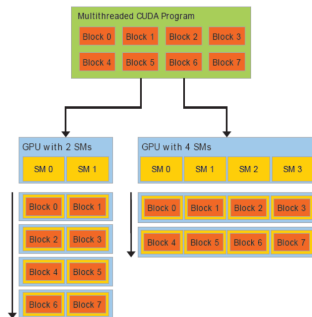 Multithreaded CUDA Program
Block 0 Block 1 Block 2 Block 3
Block 4 Block 5 Block 6 Block 7
GPU with 2 SMs
SM 0 SM 1
Block 0 Block 1
Block 2 Block 3
Block 4 Block 5
Block 6 Block 7
GPU with 4 SMs
SM 0 SM 1 SM 2 SM 3
Block 0 Block 1 Block 2 Block 3
Block 4 Block 5 Block 6 Block 7